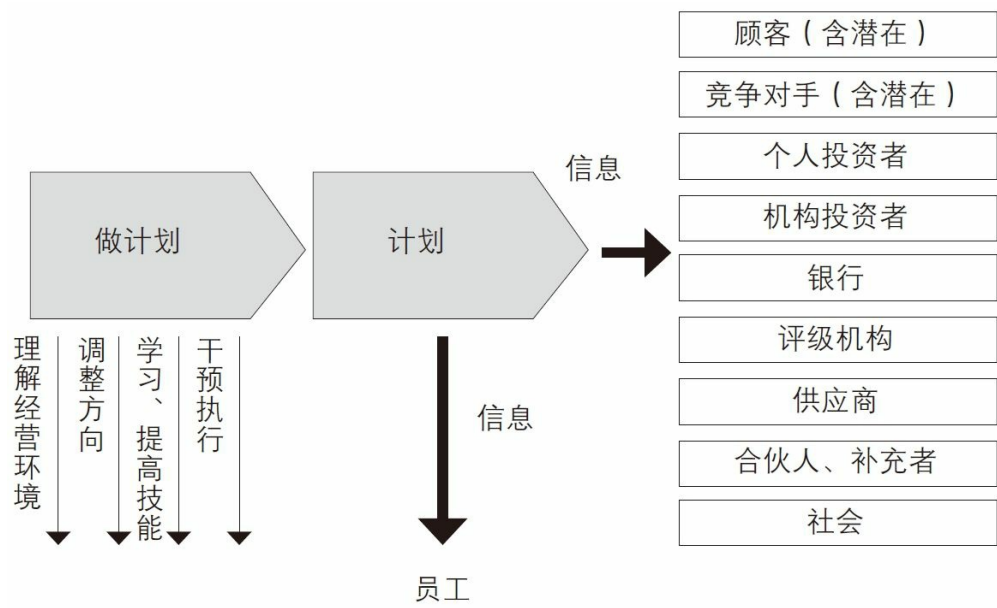 顾客（含潜在）
竞争对手（含潜在）
个人投资者
机构投资者
银行
评级机构
供应商
合伙人、补充者
社会
信息
做计划
计划
理解经营环境
调整方向
学习、提高技能
干预执行
信息
员工